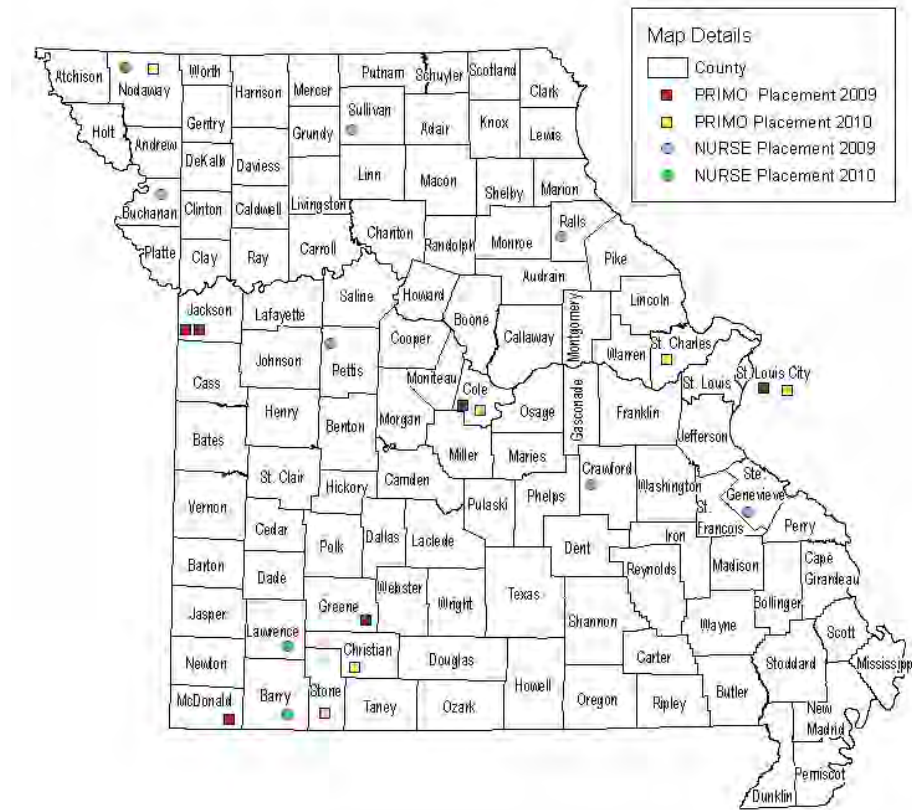 Map Details
County
PRIMO Placement 2009
PRIMO Placement 2010
NURSE Placement 2009
NURSE Placement 2010
Atchison
Nodaway
Worth
Harrison
Mercer
Putnam
Schuyler
Scotland
Clark
Holt
Andrew
Gentry
Grundy
Sullivan
Adair
Knox
Lewis
DeKalb
Daviess
Linn
Macon
Shelby
Marion
Buchanan
Clinton
Caldwell
Livingston
Chariton
Randolph
Monroe
Ralls
Platte
Clay
Ray
Carroll
Audrain
Pike
Jackson
Lafayette
Saline
Howard
Boone
Callaway
Montgomery
Lincoln
Warren
St. Charles
Johnson
Pettis
Cooper
Moniteau
Cole
Osage
Gasconade
Franklin
St. Louis
St. Louis City
Cass
Henry
Benton
Morgan
Miller
Maries
Jefferson
Bates
St. Clair
Hickory
Camden
Pulaski
Phelps
Crawford
Washington
Ste.
Genevieve
St.
Francois
Perry
Vernon
Cedar
Polk
Dallas
Laclede
Dent
Iron
Reynolds
Madison
Cape
Girardeau
Bollinger
Barton
Dade
Greene
Webster
Wright
Texas
Shannon
Wayne
Scott
Jasper
Lawrence
Christian
Douglas
Howell
Carter
Stoddard
Mississipp
Newton
McDonald
Barry
Stone
Taney
Ozark
Oregon
Ripley
Butler
New
Madrid
Pemiscot
Dunklin